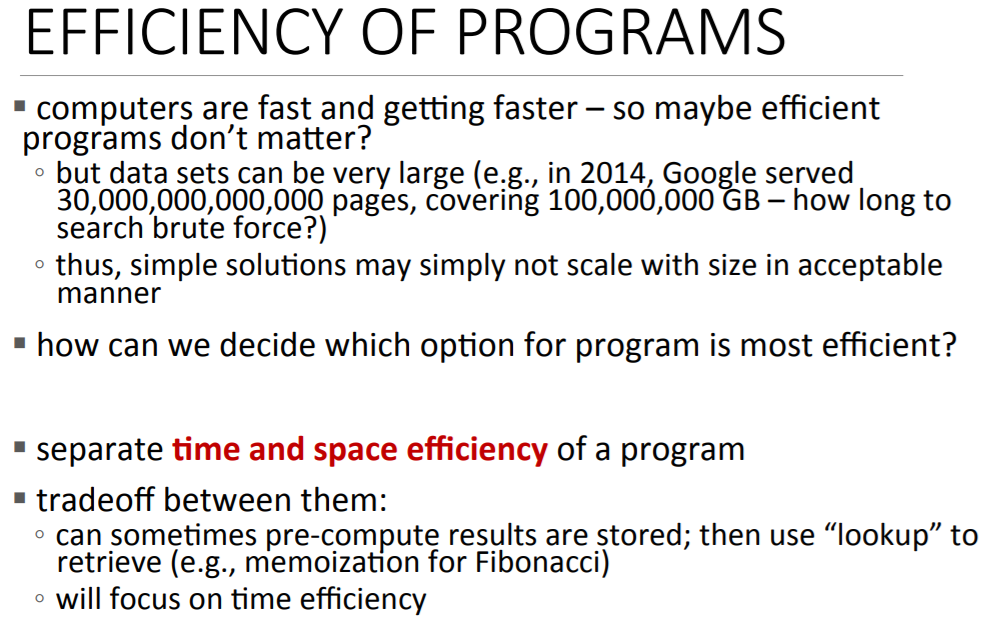 EFFICIENCY OF PROGRAMS
▪ computers are fast and getting faster – so maybe efficient
programs don’t matter?
◦ but data sets can be very large (e.g., in 2014, Google served
30,000,000,000,000 pages, covering 100,000,000 GB – how long to
search brute force?)
◦ thus, simple solutions may simply not scale with size in acceptable
manner
▪ how can we decide which option for program is most efficient?
▪ separate time and space efficiency of a program
▪ tradeoff between them:
◦ can sometimes pre-compute results are stored; then use “lookup” to
retrieve (e.g., memoization for Fibonacci)
◦ will focus on time efficiency